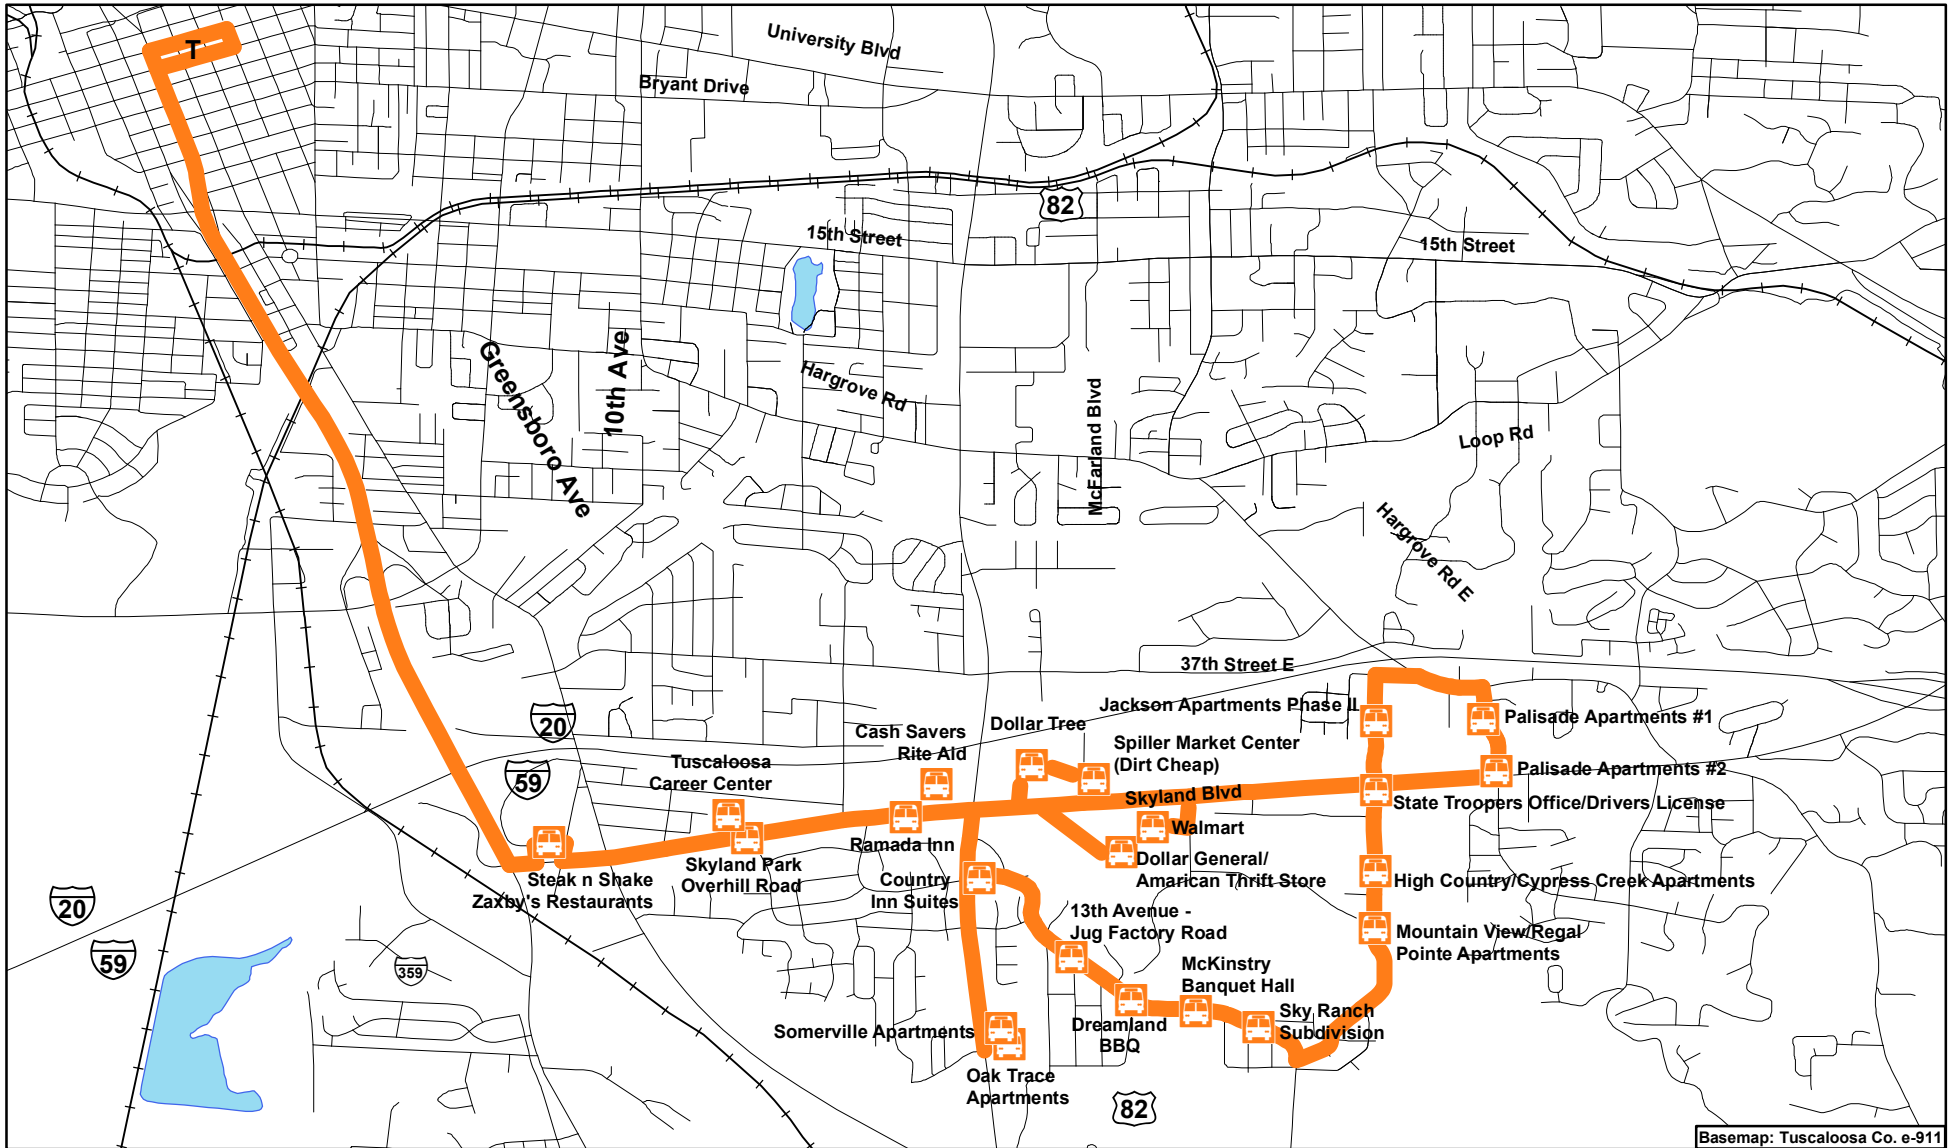 T
University Blvd
Bryant Drive
82
15th Street
15th Street
Greensboro Ave
10th Ave
Hargrove Rd
McFarland Blvd
Loop Rd
Hargrove Rd E
37th Street E
20
59
Jackson Apartments Phase II
Palisade Apartments #1
Dollar Tree
Cash Savers
Rite Aid
Spiller Market Center
(Dirt Cheap)
Tuscaloosa
Career Center
Palisade Apartments #2
Skyland Blvd
State Troopers Office/Drivers License
Walmart
Ramada Inn
Skyland Park
Overhill Road
Dollar General/
Amarican Thrift Store
Steak n Shake
Zaxby's Restaurants
Country
Inn Suites
High Country/Cypress Creek Apartments
20
59
359
13th Avenue -
Jug Factory Road
Mountain View/Regal
Pointe Apartments
McKinstry
Banquet Hall
Sky Ranch
Subdivision
Dreamland
BBQ
Somerville Apartments
Oak Trace
Apartments
82
Basemap: Tuscaloosa Co. e-911